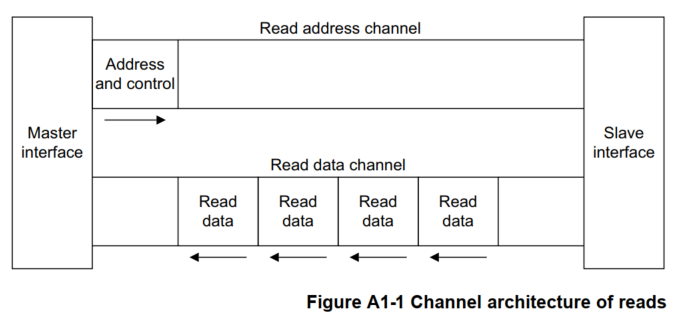 Read address channel
Address
and control
Master
interface
Slave
interface
Read data channel
Read
data
Read
data
Read
data
Read
data
Figure A1-1 Channel architecture of reads